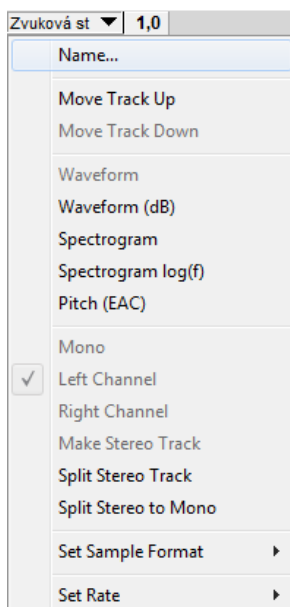 Zvuková st 1,0
Name...
Move Track Up
Move Track Down
Waveform
Waveform (dB)
Spectrogram
Spectrogram log(f)
Pitch (EAC)
Mono
Left Channel
Right Channel
Make Stereo Track
Split Stereo Track
Split Stereo to Mono
Set Sample Format
Set Rate